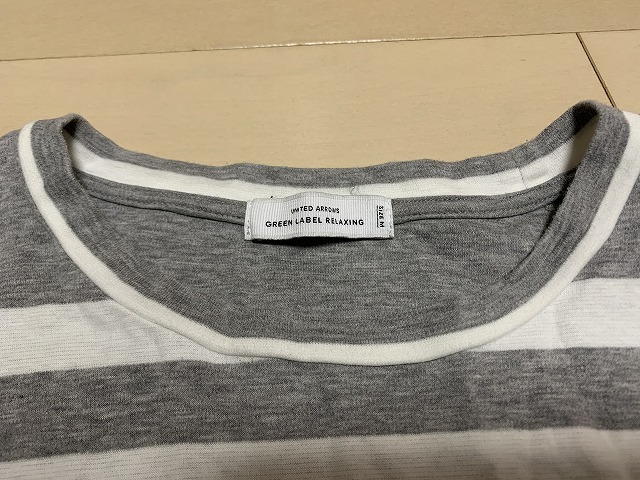 UNITED ARROWS
GREEN LABEL RELAXING
SIZE M